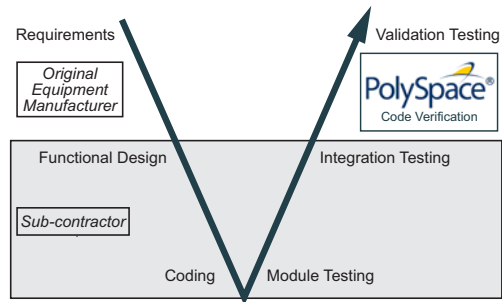 Requirements
Validation Testing
Original
Equipment
Manufacturer
PolySpace®
Code Verification
Functional Design
Integration Testing
Sub-contractor
Coding
Module Testing